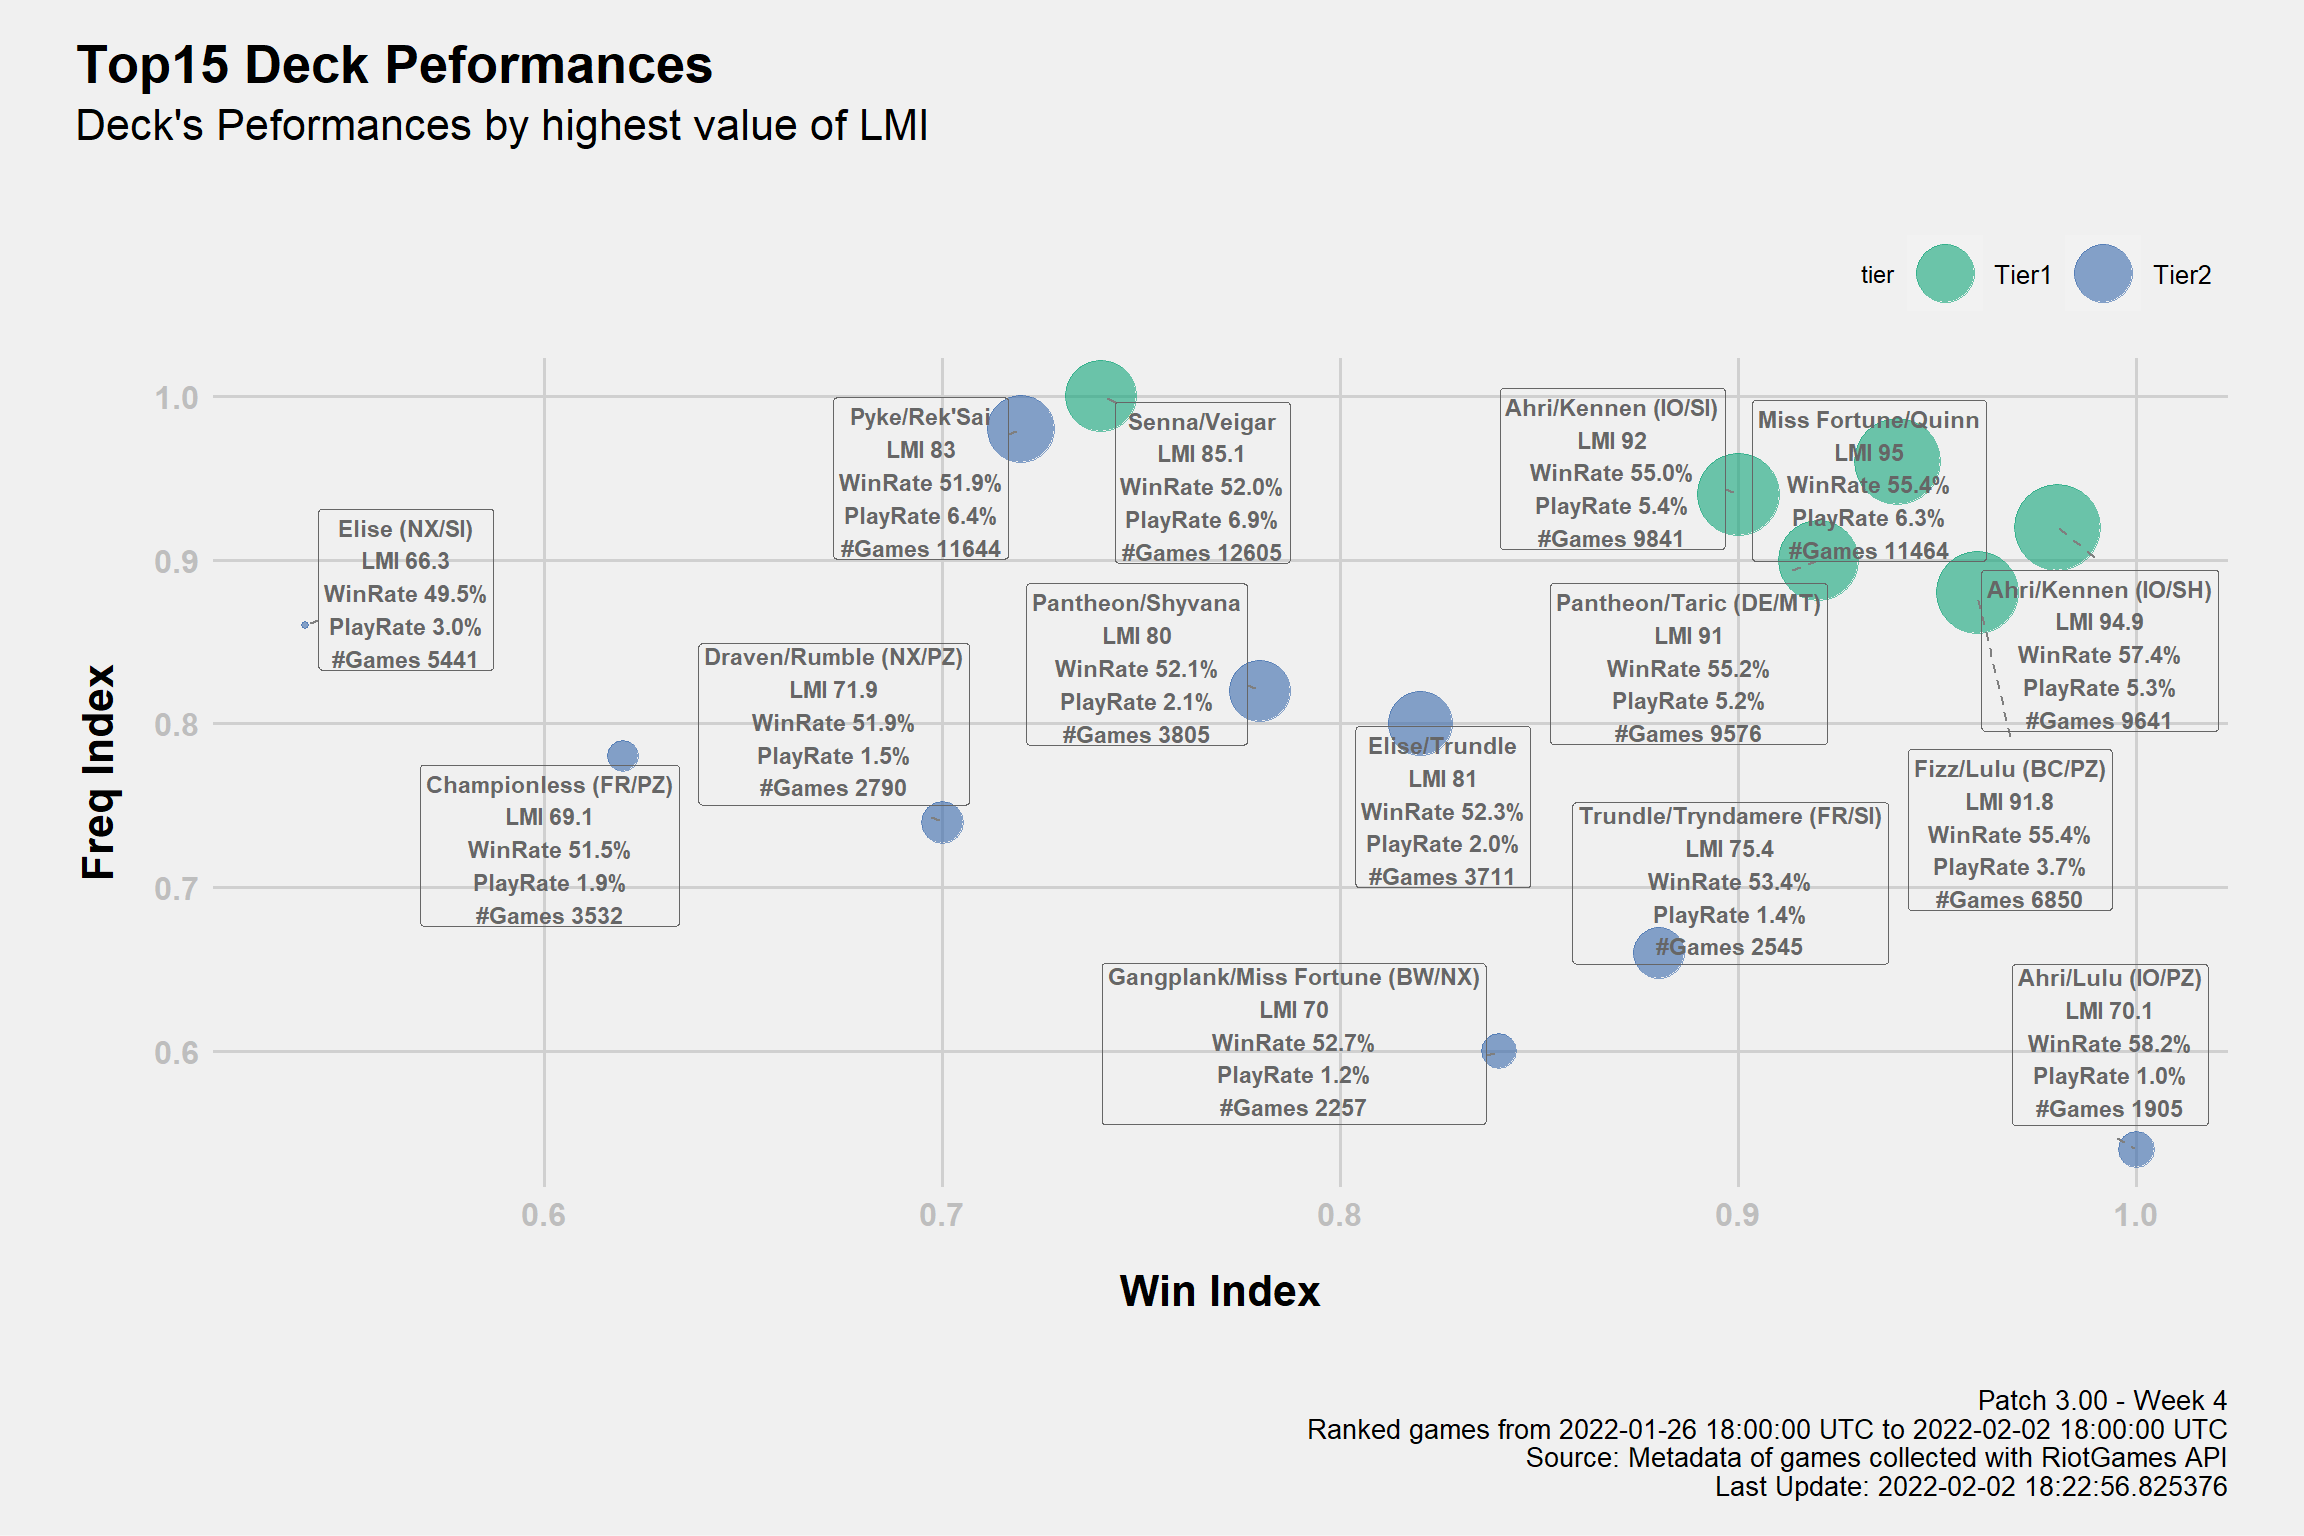 Top15 Deck Peformances
Deck's Peformances by highest value of LMI
tier
Tier1
Tier2
Freq Index
1.0
0.9
0.8
0.7
0.6
Pyke/Rek'Sai
LMI 83
WinRate 51.9%
PlayRate 6.4%
#Games 11644
Senna/Veigar
LMI 85.1
WinRate 52.0%
PlayRate 6.9%
#Games 12605
Ahri/Kennen (IO/SI)
LMI 92
WinRate 55.0%
PlayRate 5.4%
#Games 9841
Miss Fortune/Quinn
LMI 95
WinRate 55.4%
PlayRate 6.3%
#Games 11464
Elise (NX/SI)
LMI 66.3
WinRate 49.5%
PlayRate 3.0%
#Games 5441
Ahri/Kennen (IO/SH)
LMI 94.9
WinRate 57.4%
PlayRate 5.3%
#Games 9641
Pantheon/Shyvana
LMI 80
WinRate 52.1%
PlayRate 2.1%
#Games 3805
Pantheon/Taric (DE/MT)
LMI 91
WinRate 55.2%
PlayRate 5.2%
#Games 9576
Draven/Rumble (NX/PZ)
LMI 71.9
WinRate 51.9%
PlayRate 1.5%
#Games 2790
Elise/Trundle
LMI 81
WinRate 52.3%
PlayRate 2.0%
#Games 3711
Championless (FR/PZ)
LMI 69.1
WinRate 51.5%
PlayRate 1.9%
#Games 3532
Fizz/Lulu (BC/PZ)
LMI 91.8
WinRate 55.4%
PlayRate 3.7%
#Games 6850
Trundle/Tryndamere (FR/SI)
LMI 75.4
WinRate 53.4%
PlayRate 1.4%
#Games 2545
Gangplank/Miss Fortune (BW/NX)
LMI 70
WinRate 52.7%
PlayRate 1.2%
#Games 2257
Ahri/Lulu (IO/PZ)
LMI 70.1
WinRate 58.2%
PlayRate 1.0%
#Games 1905
0.6
0.7
0.8
0.9
1.0
Win Index
Patch 3.00 - Week 4
Ranked games from 2022-01-26 18:00:00 UTC to 2022-02-02 18:00:00 UTC
Source: Metadata of games collected with RiotGames API
Last Update: 2022-02-02 18:22:56.825376